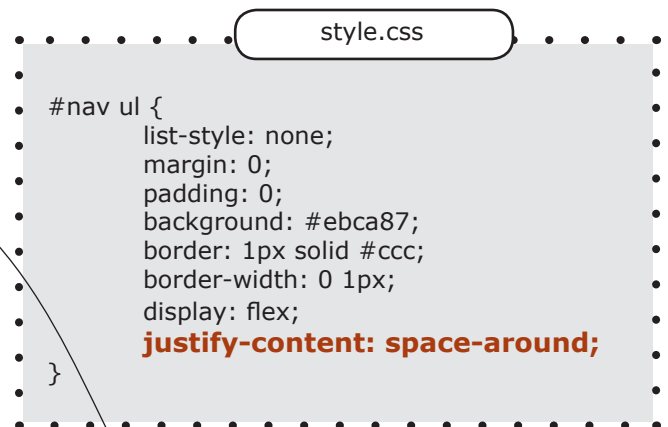 style.css
#nav ul {
list-style: none;
margin: 0;
padding: 0;
background: #ebca87;
border: 1px solid #ccc;
border-width: 0 1px;
display: flex;
justify-content: space-around;
}